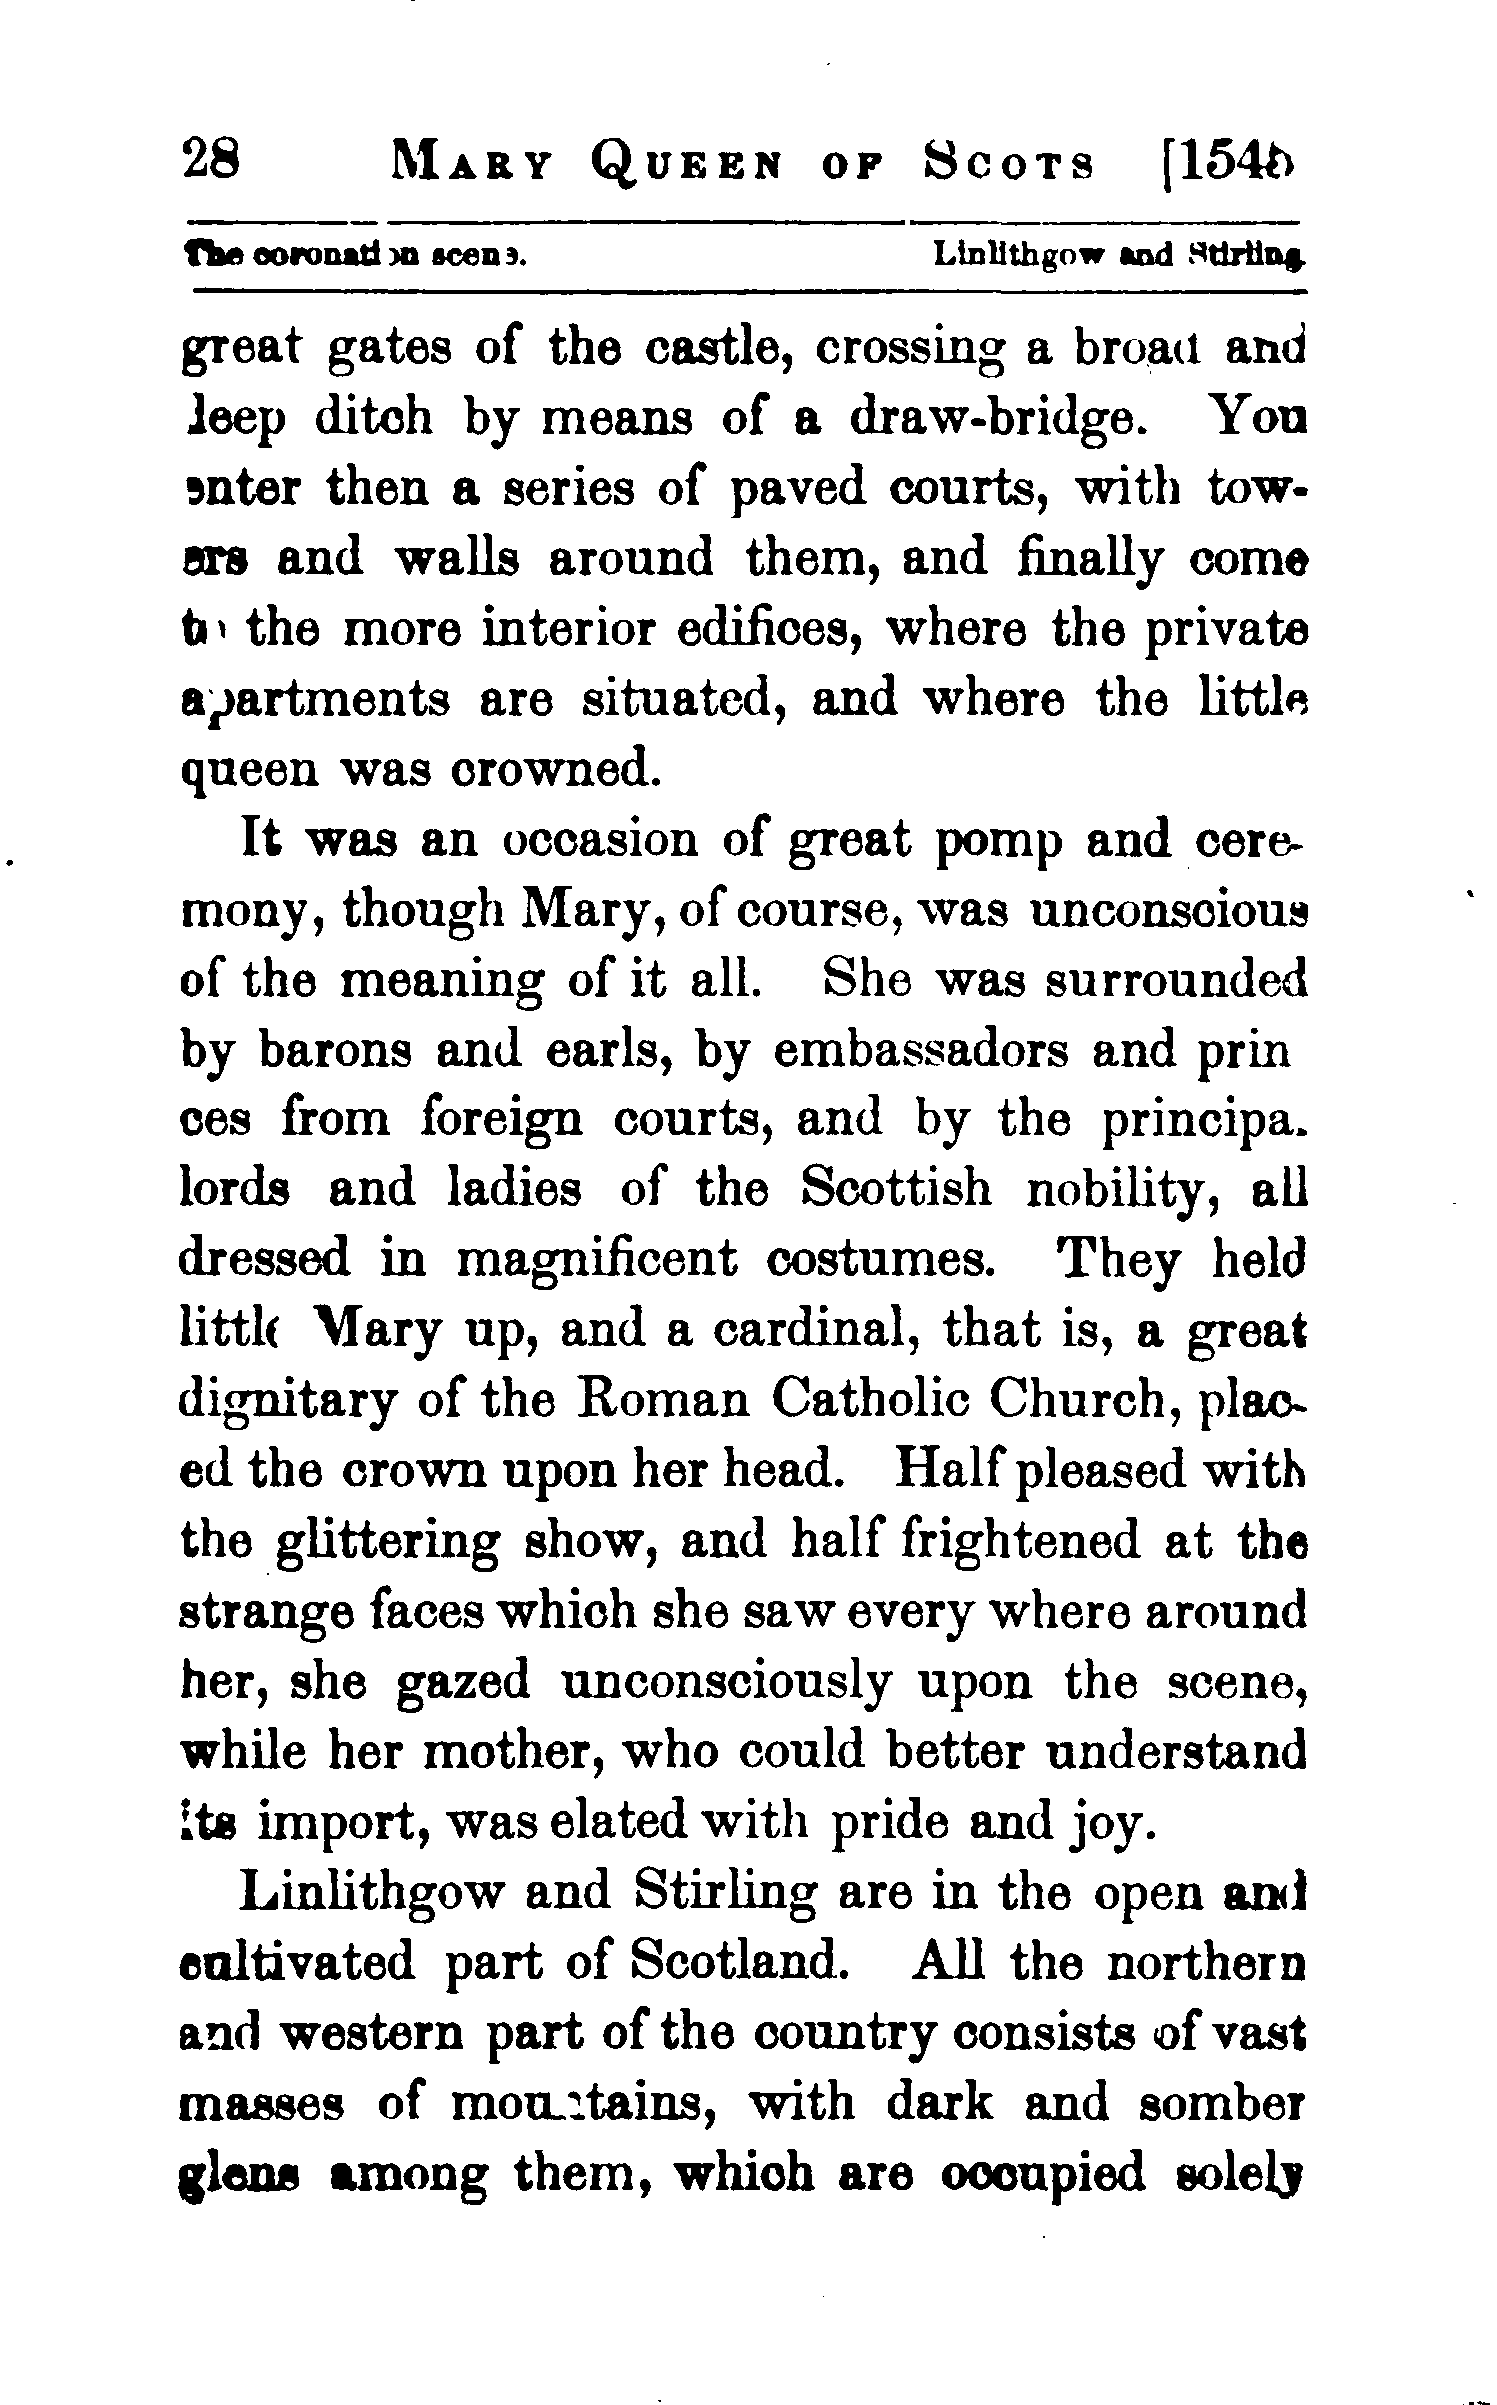 28 MARY QUEEN OF SCOTS [1545
The coronation scene. Linlithgow and Stirling.
great gates of the castle, crossing a broad and
deep ditch by means of a draw-bridge. You
enter then a series of paved courts, with tow-
ers and walls around them, and finally come
to the more interior edifices, where the private
apartments are situated, and where the little
queen was crowned.
It was an occasion of great pomp and cere-
mony, though Mary, of course, was unconscious
of the meaning of it all. She was surrounded
by barons and earls, by embassadors and prin
ces from foreign courts, and by the principal
lords and ladies of the Scottish nobility, all
dressed in magnificent costumes. They held
little Mary up, and a cardinal, that is, a great
dignitary of the Roman Catholic Church, plac-
ed the crown upon her head. Half pleased with
the glittering show, and half frightened at the
strange faces which she saw every where around
her, she gazed unconsciously upon the scene,
while her mother, who could better understand
its import, was elated with pride and joy.
Linlithgow and Stirling are in the open and
cultivated part of Scotland. All the northern
and western part of the country consists of vast
masses of mountains, with dark and somber
glens among them, which are occupied solely